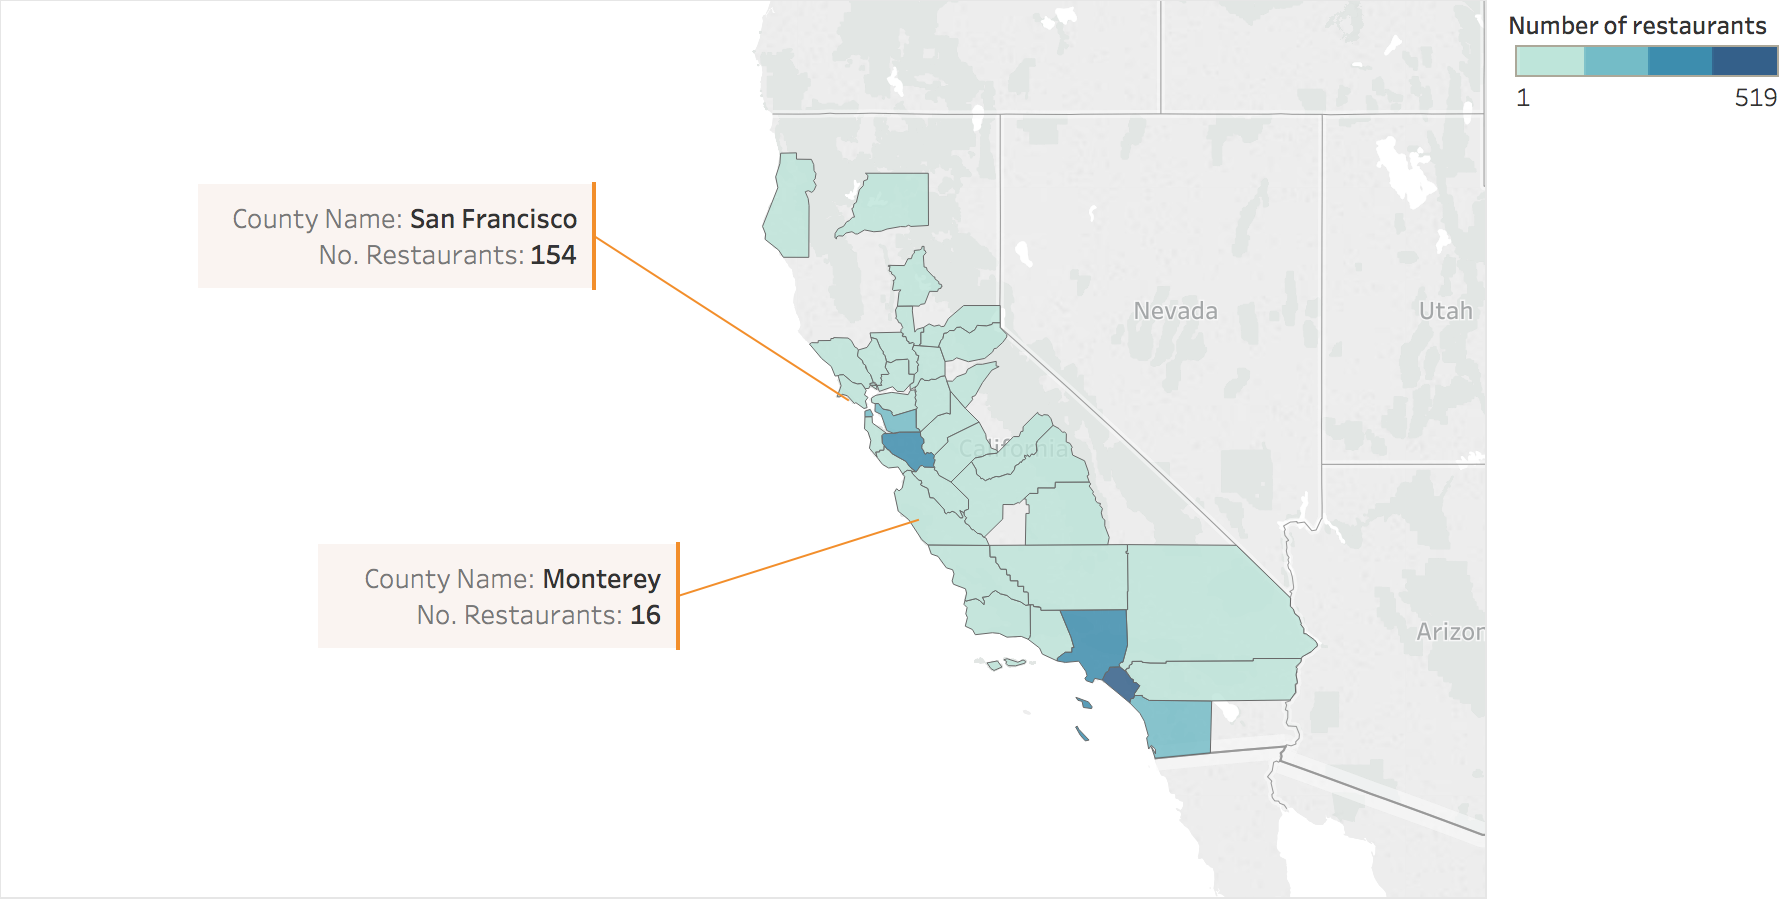 Number of restaurants
1
519
County Name: San Francisco
No. Restaurants: 154
Nevada
Utah
California
County Name: Monterey
No. Restaurants: 16
Arizor